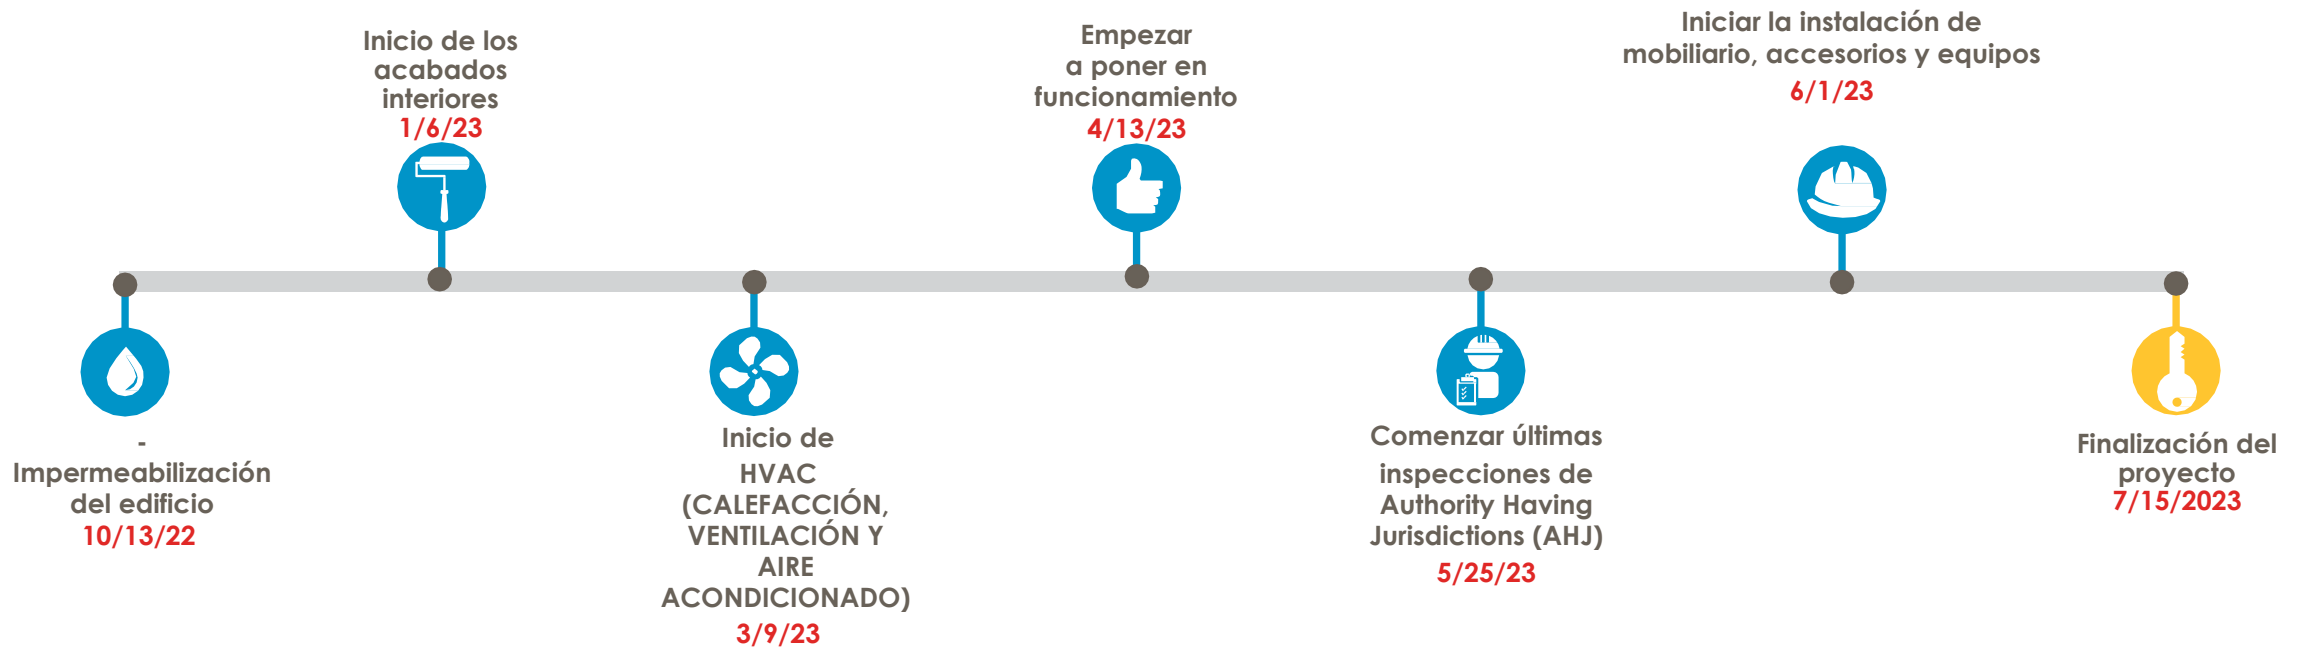 -
Impermeabilización
del edificio
10/13/22
Inicio de los
acabados
interiores
1/6/23
Inicio de
HVAC
(CALEFACCIÓN,
VENTILACIÓN Y
AIRE
ACONDICIONADO)
3/9/23
Empezar
a poner en
funcionamiento
4/13/23
Comenzar últimas
inspecciones de
Authority Having
Jurisdictions (AHJ)
5/25/23
Iniciar la instalación de
mobiliario, accesorios y equipos
6/1/23
Finalización del
proyecto
7/15/2023